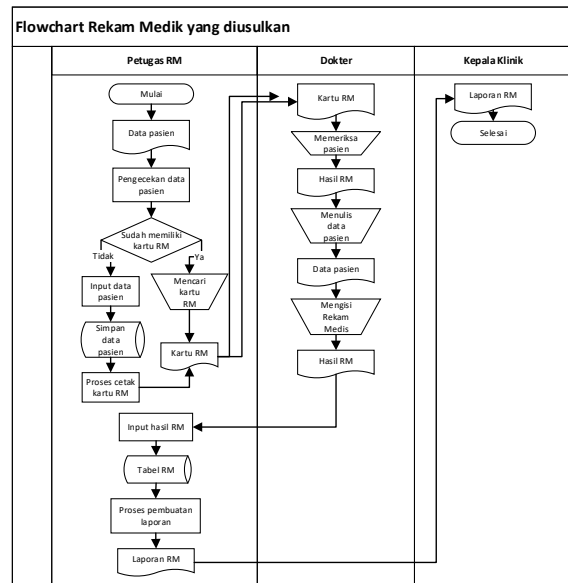 Flowchart Rekam Medik yang diusulkan
Petugas RM
Dokter
Kepala Klinik
Mulai
Data pasien
Pengecekan data
pasien
Sudah memiliki
kartu RM
Tidak
Ya
Input data
pasien
Mencari
kartu
RM
Simpan
data
pasien
Kartu RM
Proses cetak
kartu RM
Input hasil RM
Tabel RM
Proses pembuatan
laporan
Laporan RM
Kartu RM
Memeriksa
pasien
Hasil RM
Menulis
data
pasien
Data pasien
Mengisi
Rekam
Medis
Hasil RM
Laporan RM
Selesai